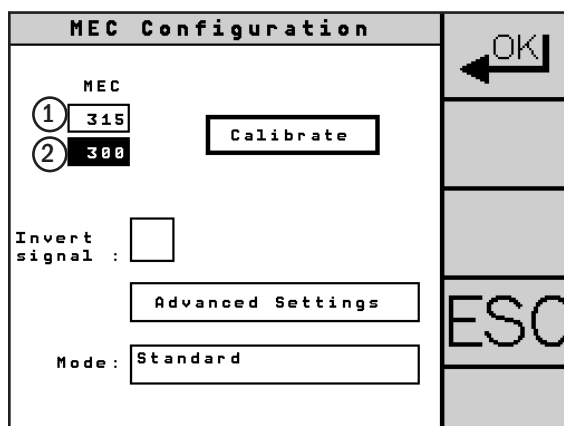 MEC Configuration
OK
MEC
1 315
Calibrate
2 300
Invert
signal :
Advanced Settings
ESC
Mode: Standard